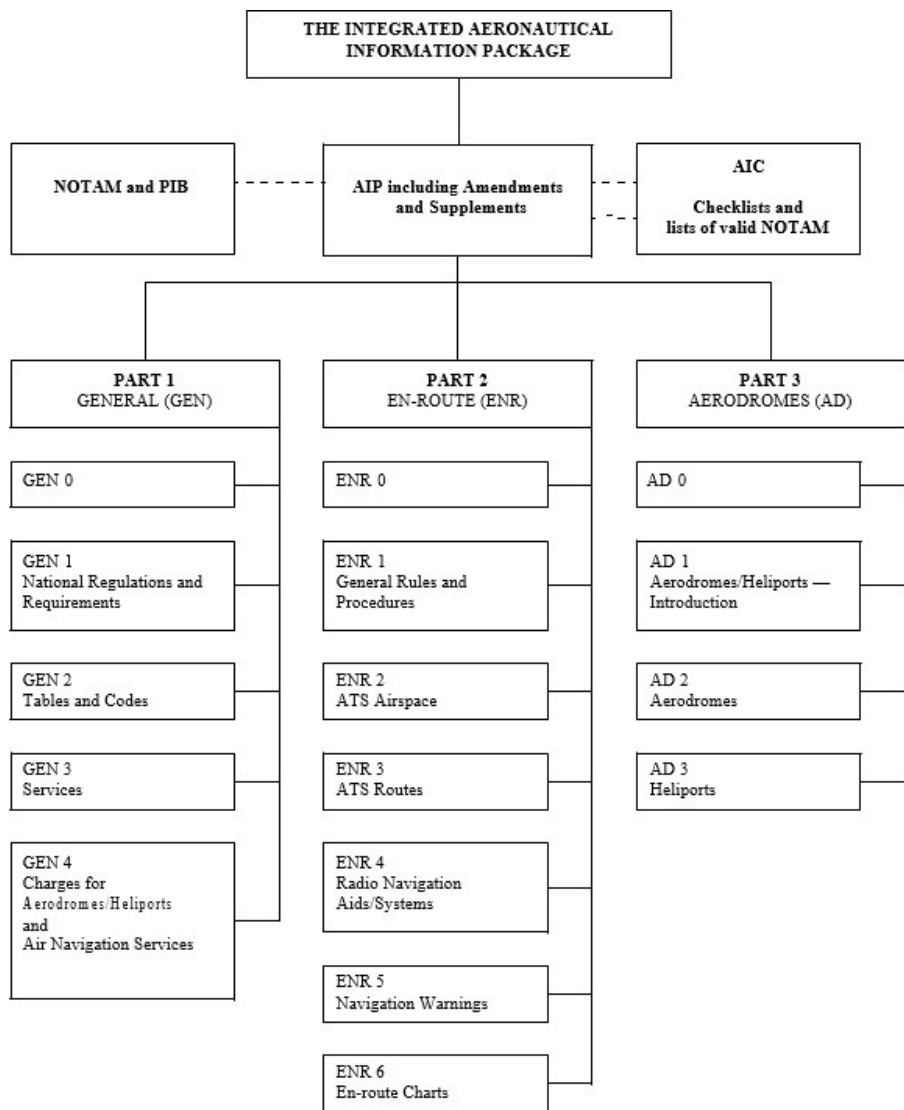 THE INTEGRATED AERONAUTICAL
INFORMATION PACKAGE
NOTAM and PIB
AIP including Amendments
and Supplements
AIC
Checklists and
lists of valid NOTAM
PART 1
GENERAL (GEN)
PART 2
EN-ROUTE (ENR)
PART 3
AERODROMES (AD)
GEN 0
GEN 1
National Regulations and
Requirements
GEN 2
Tables and Codes
GEN 3
Services
GEN 4
Charges for
Aerodromes/Heliports
and
Air Navigation Services
ENR 0
ENR 1
General Rules and
Procedures
ENR 2
ATS Airspace
ENR 3
ATS Routes
ENR 4
Radio Navigation
Aids/Systems
ENR 5
Navigation Warnings
ENR 6
En-route Charts
AD 0
AD 1
Aerodromes/Heliports —
Introduction
AD 2
Aerodromes
AD 3
Heliports